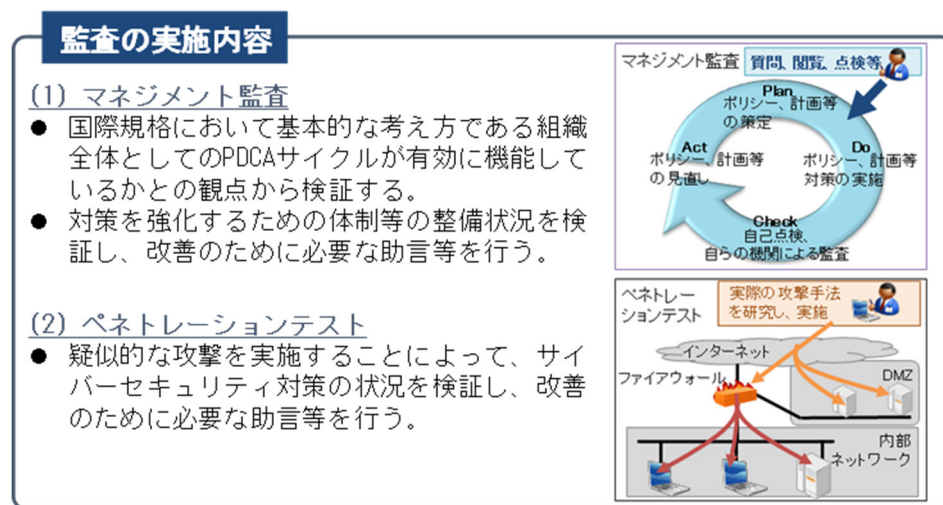 監査の実施内容
(1) マネジメント監査
● 国際規格において基本的な考え方である組織
全体としてのPDCAサイクルが有効に機能して
いるかとの観点から検証する。
● 対策を強化するための体制等の整備状況を検
証し、改善のために必要な助言等を行う。
(2) ペネトレーションテスト
● 疑似的な攻撃を実施することによって、サイ
バーセキュリティ対策の状況を検証し、改善
のために必要な助言等を行う。
マネジメント監査
質問、閲覧、点検等
Plan
ポリシー、計画等
の策定
Do
ポリシー、計画等
対策の実施
Check
自己点検、
自らの機関による監査
Act
ポリシー、計画等
の見直し
ペネトレー
ションテスト
実際の攻撃手法
を研究し、実施
インターネット
ファイアウォール
DMZ
内部
ネットワーク